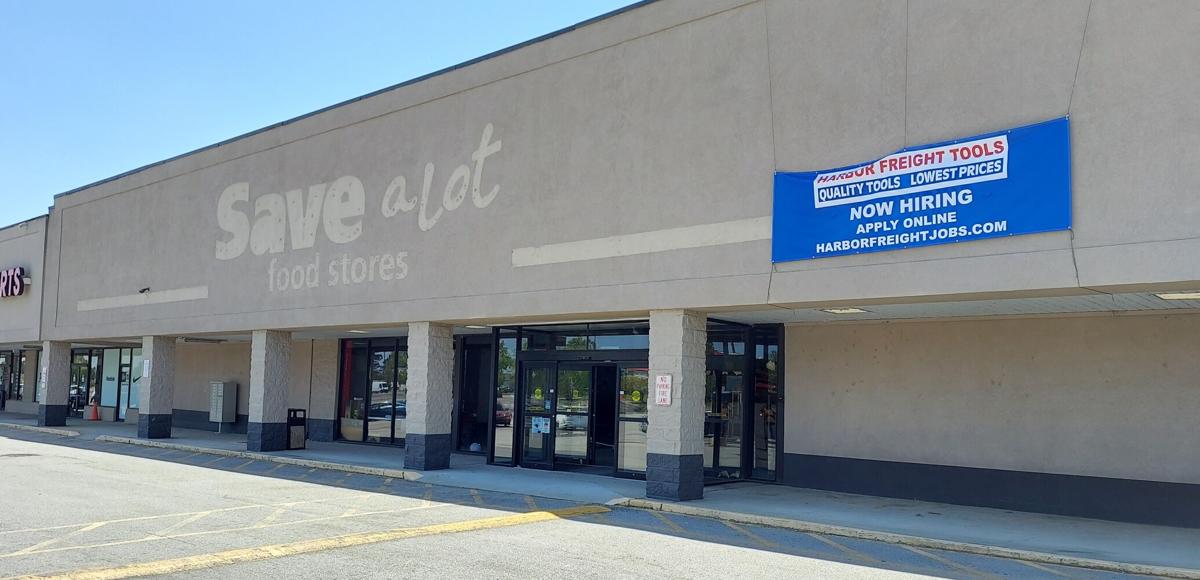 Save a Lot
food stores
RTS
HARBOR FREIGHT TOOLS
QUALITY TOOLS LOWEST PRICES
NOW HIRING
APPLY ONLINE
HARBORFREIGHTJOBS.COM
NO
PARKING
FIRE
LANE